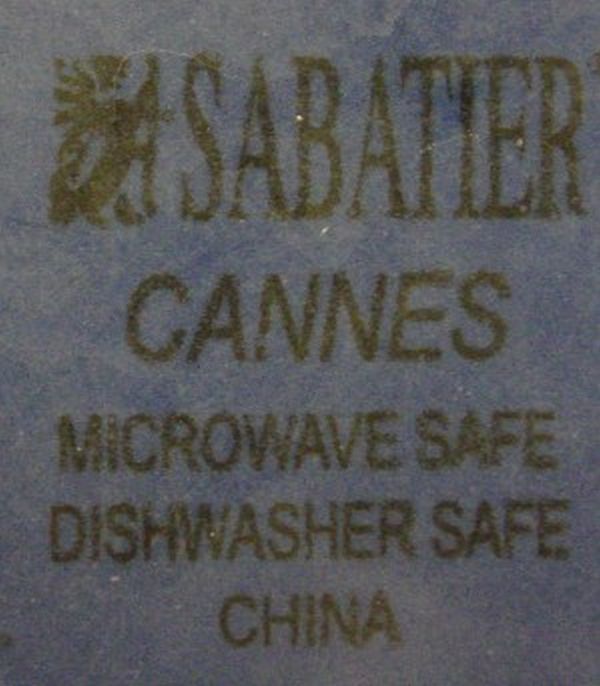 SABATIER
CANNES
MICROWAVE SAFE
DISHWASHER SAFE
CHINA